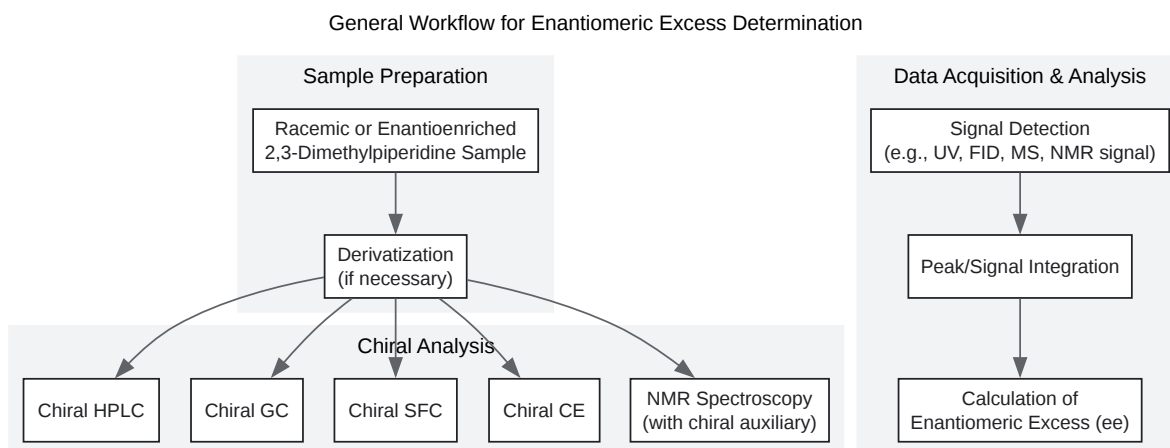 General Workflow for Enantiomeric Excess Determination
Sample Preparation
Racemic or Enantioenriched
2,3-Dimethylpiperidine Sample
Derivatization
(if necessary)
Chiral Analysis
Chiral HPLC
Chiral GC
Chiral SFC
Chiral CE
NMR Spectroscopy
(with chiral auxiliary)
Data Acquisition & Analysis
Signal Detection
(e.g., UV, FID, MS, NMR signal)
Peak/Signal Integration
Calculation of
Enantiomeric Excess (ee)